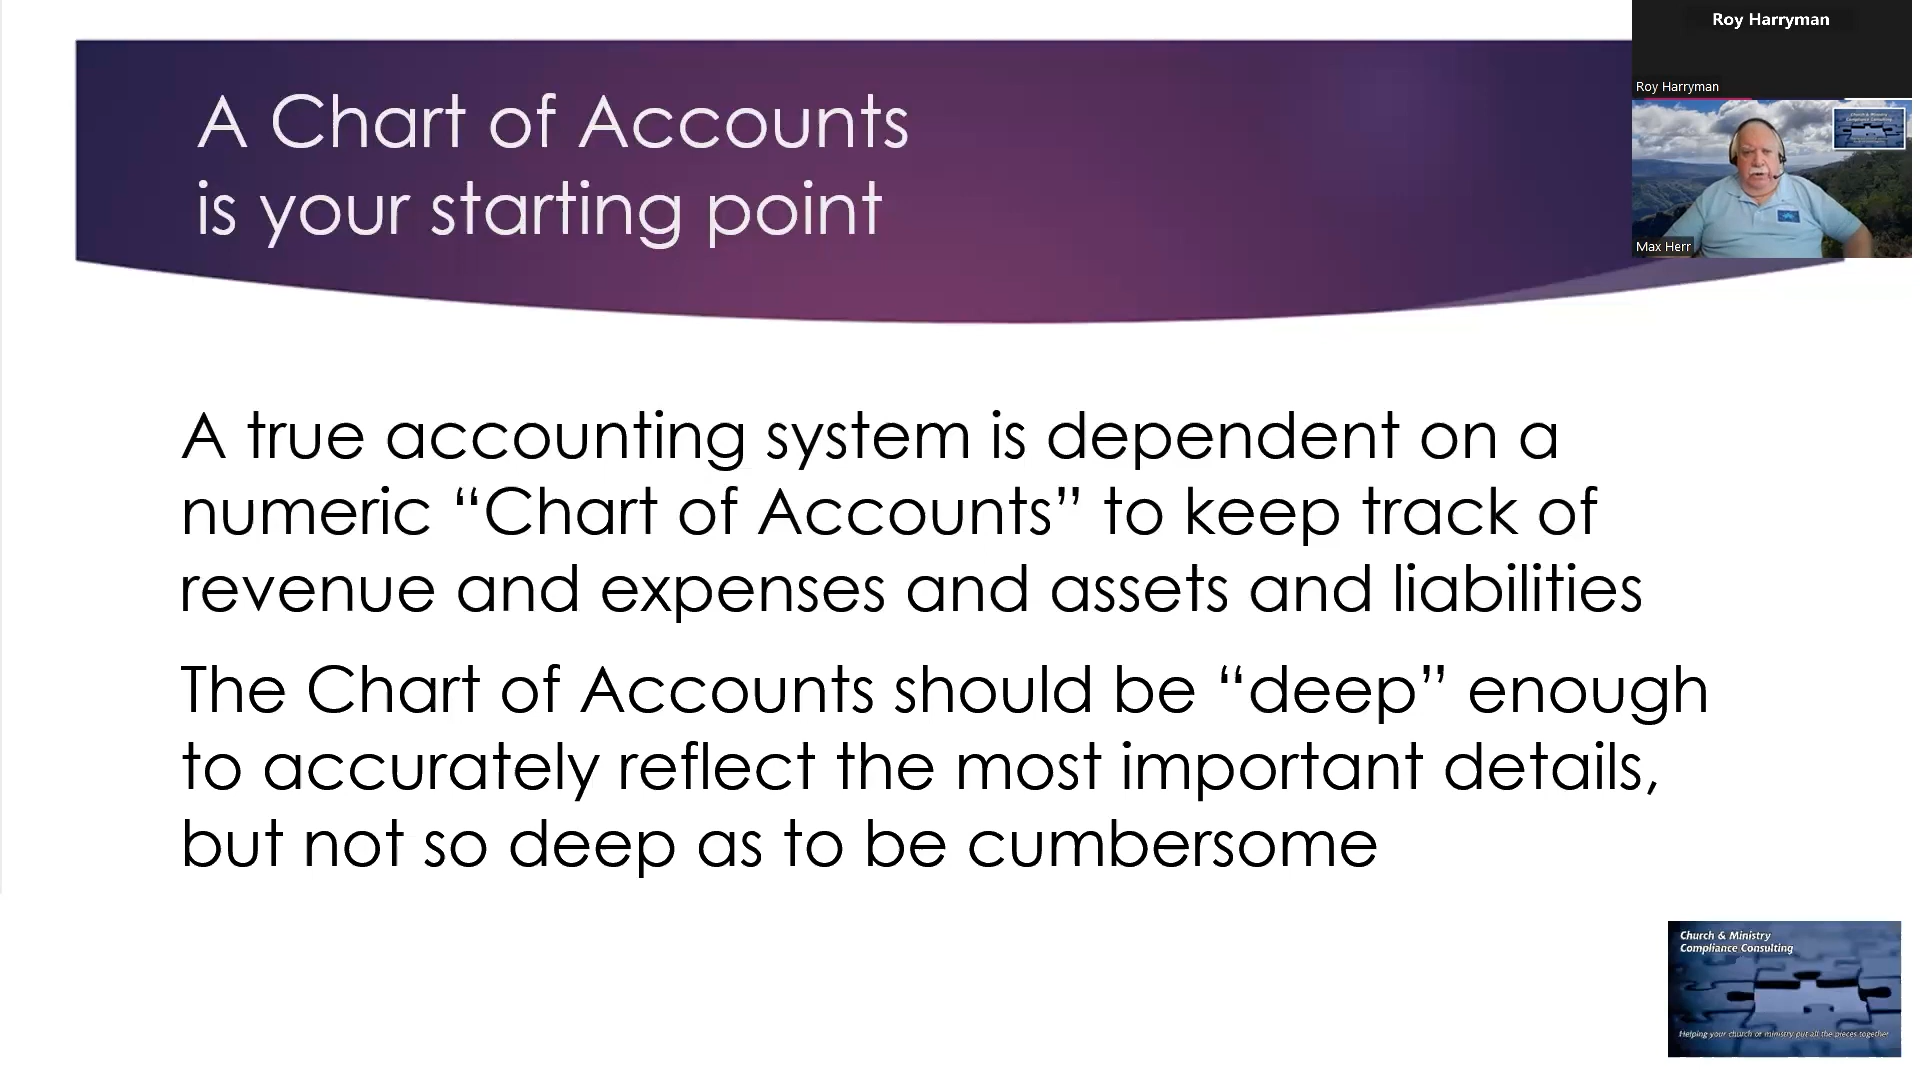 A Chart of Accounts
is your starting point
Roy Harryman
Roy Harryman
Max Herr
A true accounting system is dependent on a
numeric “Chart of Accounts” to keep track of
revenue and expenses and assets and liabilities
The Chart of Accounts should be “deep” enough
to accurately reflect the most important details,
but not so deep as to be cumbersome
Church & Ministry
Compliance Consulting
Helping your church or ministry put all the pieces together